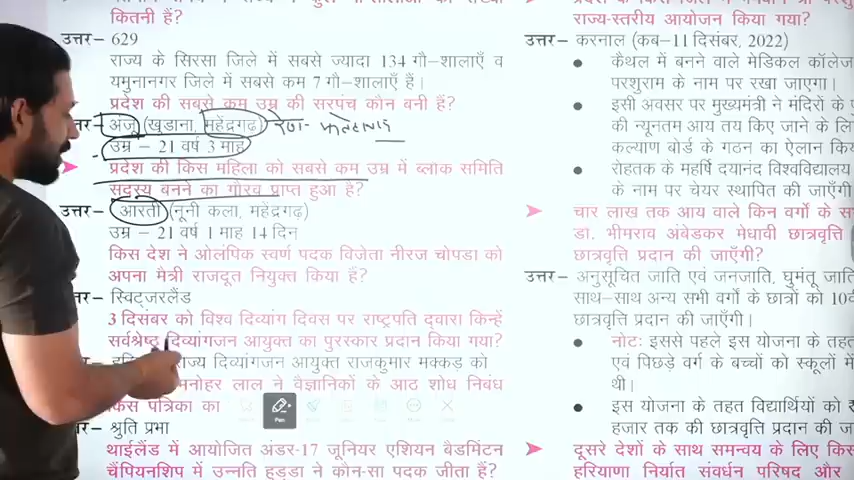 कितनी हैं?
उत्तर– 629
राज्य के सिरसा जिले में सबसे ज्यादा 134 गौ–शालाएँ व
यमुनानगर जिले में सबसे कम 7 गौ–शालाएँ हैं।
प्रदेश की सबसे कम उम्र की सरपंच कौन बनी हैं?
त्तर– अंजू (खुडाना, महेंद्रगढ़)
उम्र – 21 वर्ष 3 माह
प्रदेश की किस महिला को सबसे कम उम्र में ब्लाक समिति
सदस्य बनने का गौरव प्राप्त हुआ है?
उत्तर– आरती (नूनी कला, महेंद्रगढ़)
उम्र – 21 वर्ष 1 माह 14 दिन
किस देश ने ओलंपिक स्वर्ण पदक विजेता नीरज चोपडा को
अपना मैत्री राजदूत नियुक्त किया हैं?
त्तर– स्विट्जरलैंड
3 दिसंबर को विश्व दिव्यांग दिवस पर राष्ट्रपति द्वारा किन्हें
सर्वश्रेष्ठ दिव्यांगजन आयुक्त का पुरस्कार प्रदान किया गया?
राज्य दिव्यांगजन आयुक्त राजकुमार मक्कड़ को
मनोहर लाल ने वैज्ञानिकों के आठ शोध निबंध
किस पत्रिका का
Pen
त्तर– श्रुति प्रभा
थाईलैंड में आयोजित अंडर-17 जूनियर एशियन बैडमिंटन
चैंपियनशिप में उन्नति हुड्डा ने कौन-सा पदक जीता हैं?
राज्य-स्तरीय आयोजन किया गया?
उत्तर– करनाल (कब–11 दिसंबर, 2022)
कैथल में बनने वाले मेडिकल कॉलेज
परशुराम के नाम पर रखा जाएगा।
इसी अवसर पर मुख्यमंत्री ने मंदिरों के
की न्यूनतम आय तय किए जाने के लि
कल्याण बोर्ड के गठन का ऐलान किय
रोहतक के महर्षि दयानंद विश्वविद्यालय
के नाम पर चेयर स्थापित की जाएँगी
चार लाख तक आय वाले किन वर्गो के
डा. भीमराव अंबेडकर मेधावी छात्रवृत्ति
छात्रवृत्ति प्रदान की जाएँगी?
उत्तर– अनुसूचित जाति एवं जनजाति, घुमंतू जाति
साथ–साथ अन्य सभी वर्गो के छात्रों को 10
छात्रवृत्ति प्रदान की जाएँगी।
नोटः इससे पहले इस योजना के तहत
एवं पिछड़े वर्ग के बच्चों को स्कूलों में
थी।
इस योजना के तहत विद्यार्थियों को
हजार तक की छात्रवृत्ति प्रदान की ज
दूसरे देशों के साथ समन्वय के लिए किस
हरियाणा निर्यात संवर्धन परिषद और